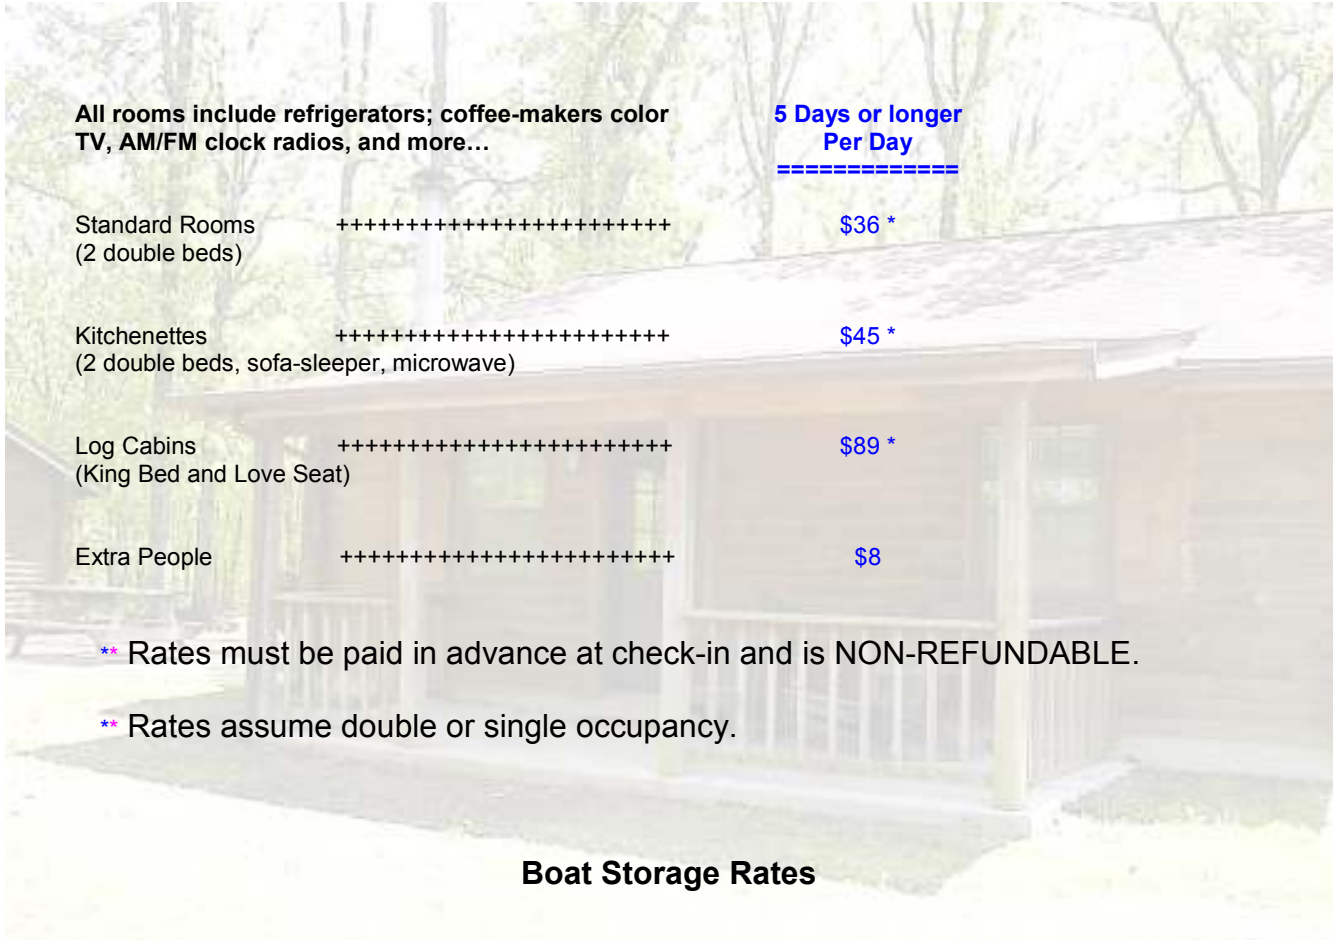 All rooms include refrigerators; coffee-makers color 5 Days or longer
TV, AM/FM clock radios, and more… Per Day
=============
Standard Rooms ++++++++++++++++++++++++ $36 *
(2 double beds)
Kitchenettes ++++++++++++++++++++++++ $45 *
(2 double beds, sofa-sleeper, microwave)
Log Cabins ++++++++++++++++++++++++ $89 *
(King Bed and Love Seat)
Extra People ++++++++++++++++++++++++ $8
** Rates must be paid in advance at check-in and is NON-REFUNDABLE.
** Rates assume double or single occupancy.
Boat Storage Rates